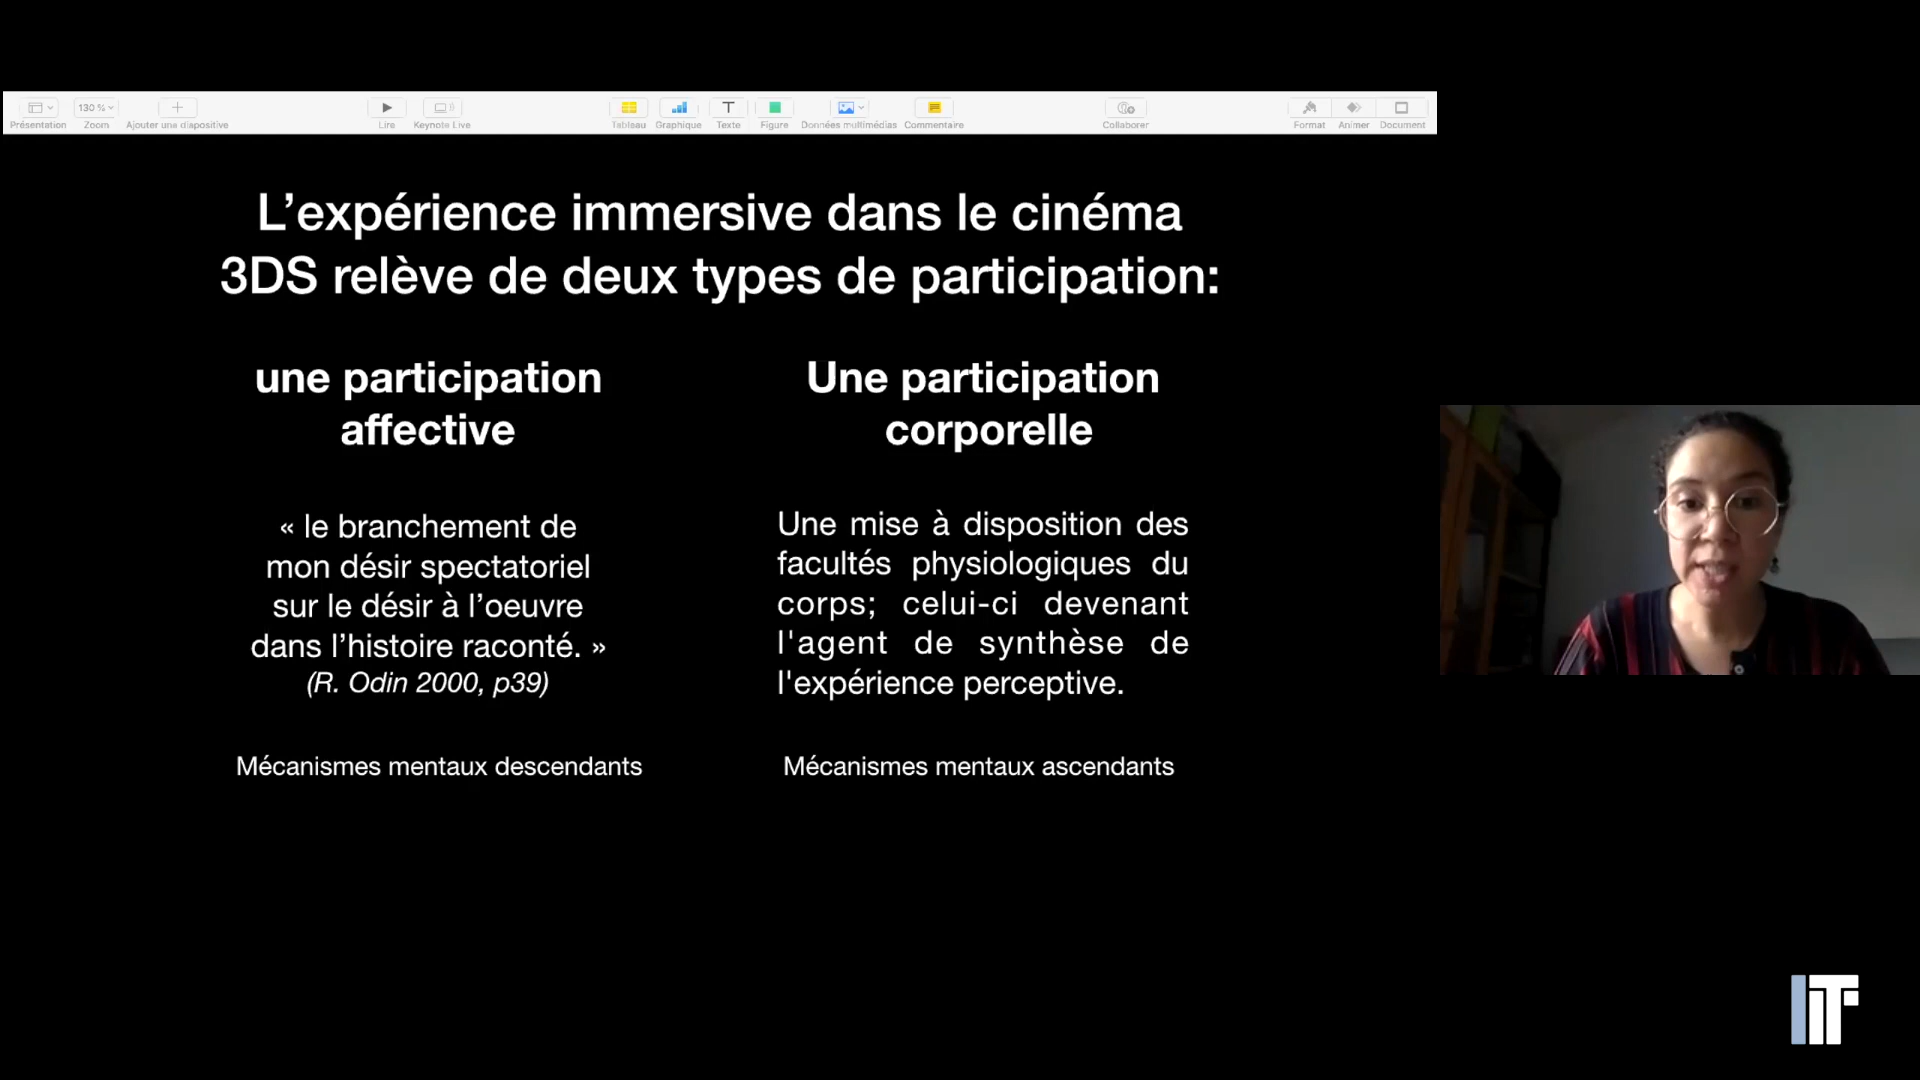 Présentation
130 %
Zoom
Ajouter une diapositive
Lire
Keynote Live
Tableau
Graphique
T
Texte
Figure
Données multimédias
Commentaire
Collaborer
Format
Animer
Document
L’expérience immersive dans le cinéma
3DS relève de deux types de participation:
une participation
affective
« le branchement de
mon désir spectatoriel
sur le désir à l’oeuvre
dans l’histoire raconté. »
(R. Odin 2000, p39)
Mécanismes mentaux descendants
Une participation
corporelle
Une mise à disposition des
facultés physiologiques du
corps; celui-ci devenant
l'agent de synthèse de
l'expérience perceptive.
Mécanismes mentaux ascendants